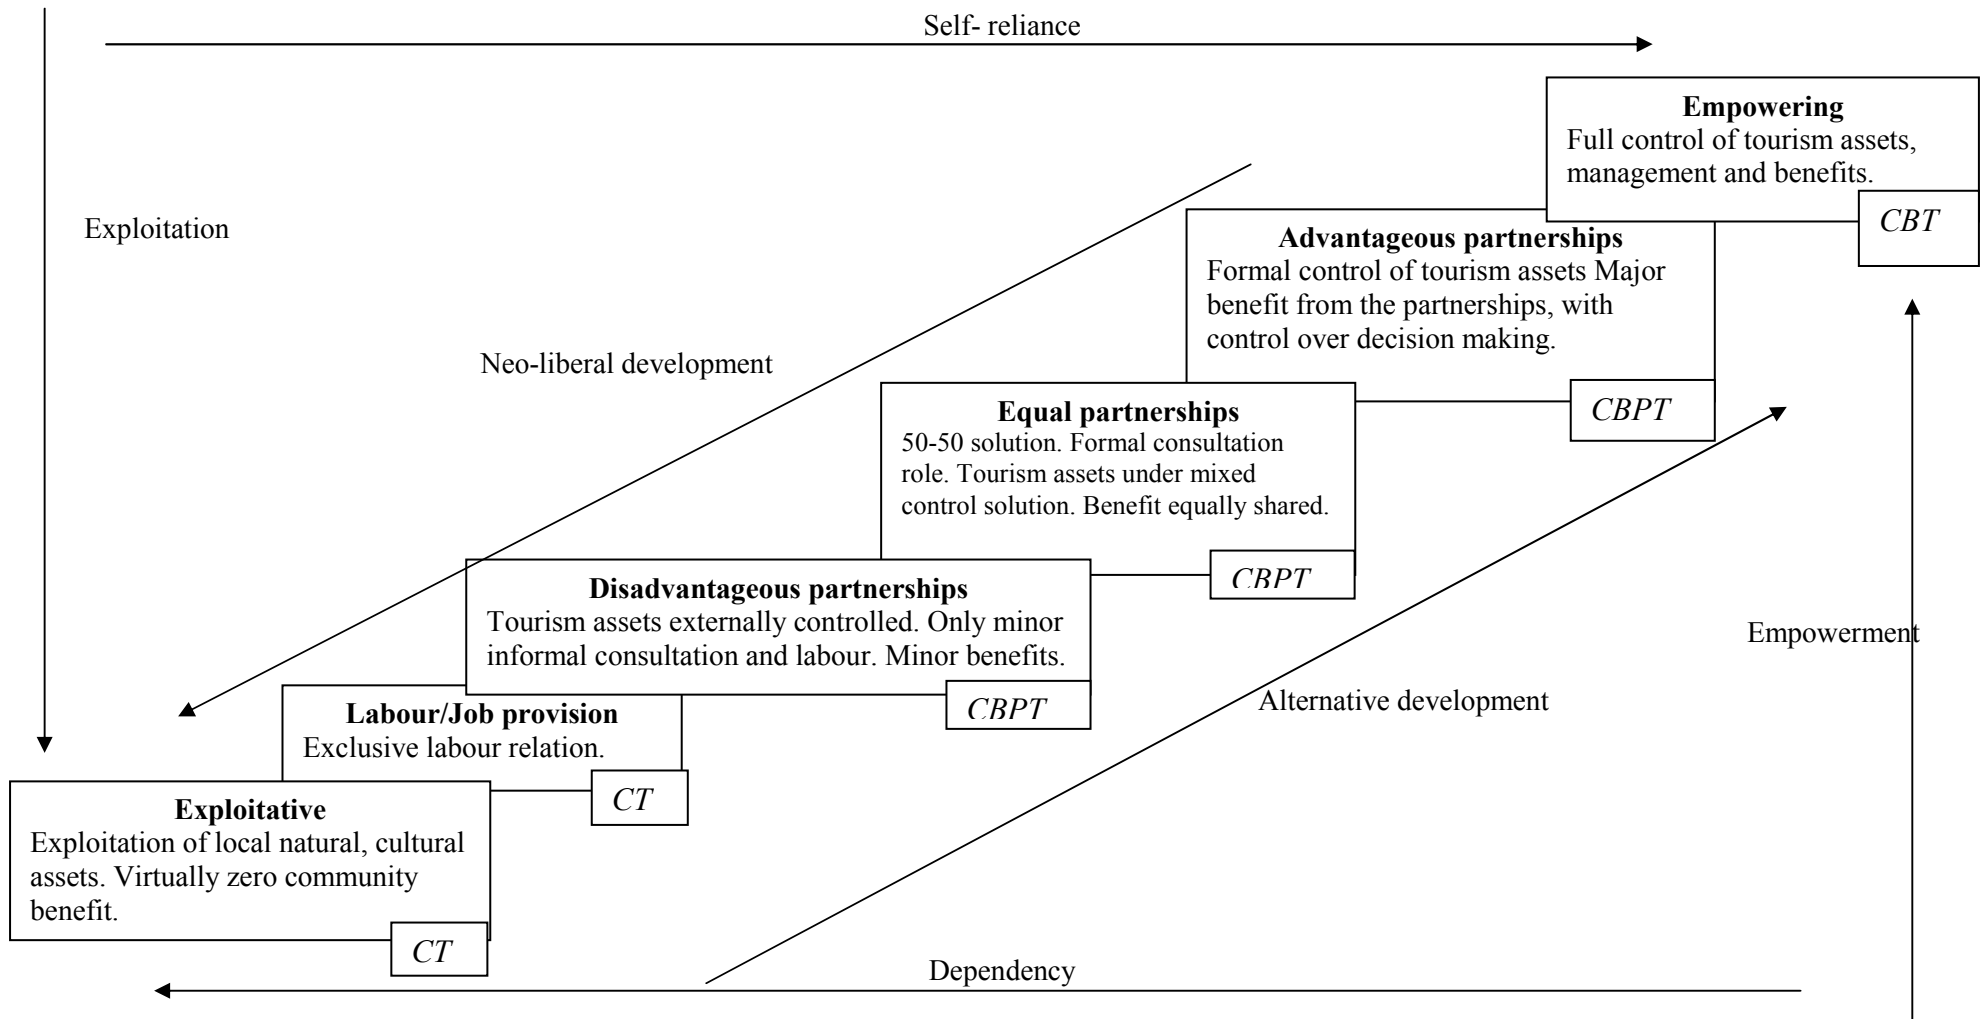 Self- reliance
Empowering
Full control of tourism assets,
management and benefits.
CBT
Exploitation
Advantageous partnerships
Formal control of tourism assets Major
benefit from the partnerships, with
control over decision making.
CBPT
Neo-liberal development
Equal partnerships
50-50 solution. Formal consultation
role. Tourism assets under mixed
control solution. Benefit equally shared.
CBPT
Disadvantageous partnerships
Tourism assets externally controlled. Only minor
informal consultation and labour. Minor benefits.
CBPT
Empowerment
Alternative development
Labour/Job provision
Exclusive labour relation.
CT
Exploitative
Exploitation of local natural, cultural
assets. Virtually zero community
benefit.
CT
Dependency